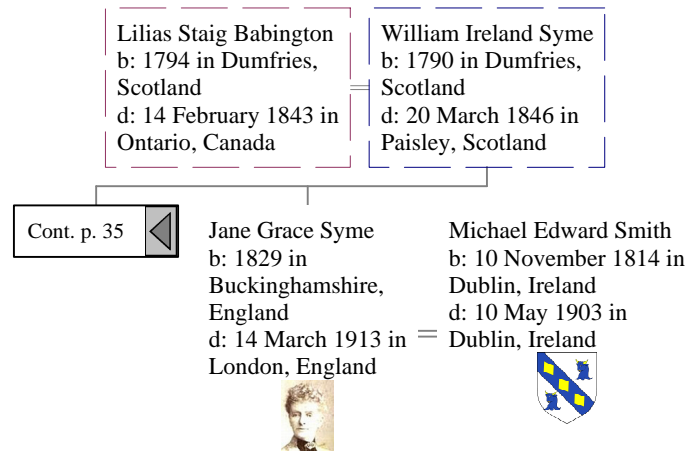 Lilias Staig Babington
b: 1794 in Dumfries,
Scotland
d: 14 February 1843 in
Ontario, Canada
William Ireland Syme
b: 1790 in Dumfries,
Scotland
d: 20 March 1846 in
Paisley, Scotland
Cont. p. 35
Jane Grace Syme
b: 1829 in
Buckinghamshire,
England
d: 14 March 1913 in
London, England
Michael Edward Smith
b: 10 November 1814 in
Dublin, Ireland
d: 10 May 1903 in
Dublin, Ireland